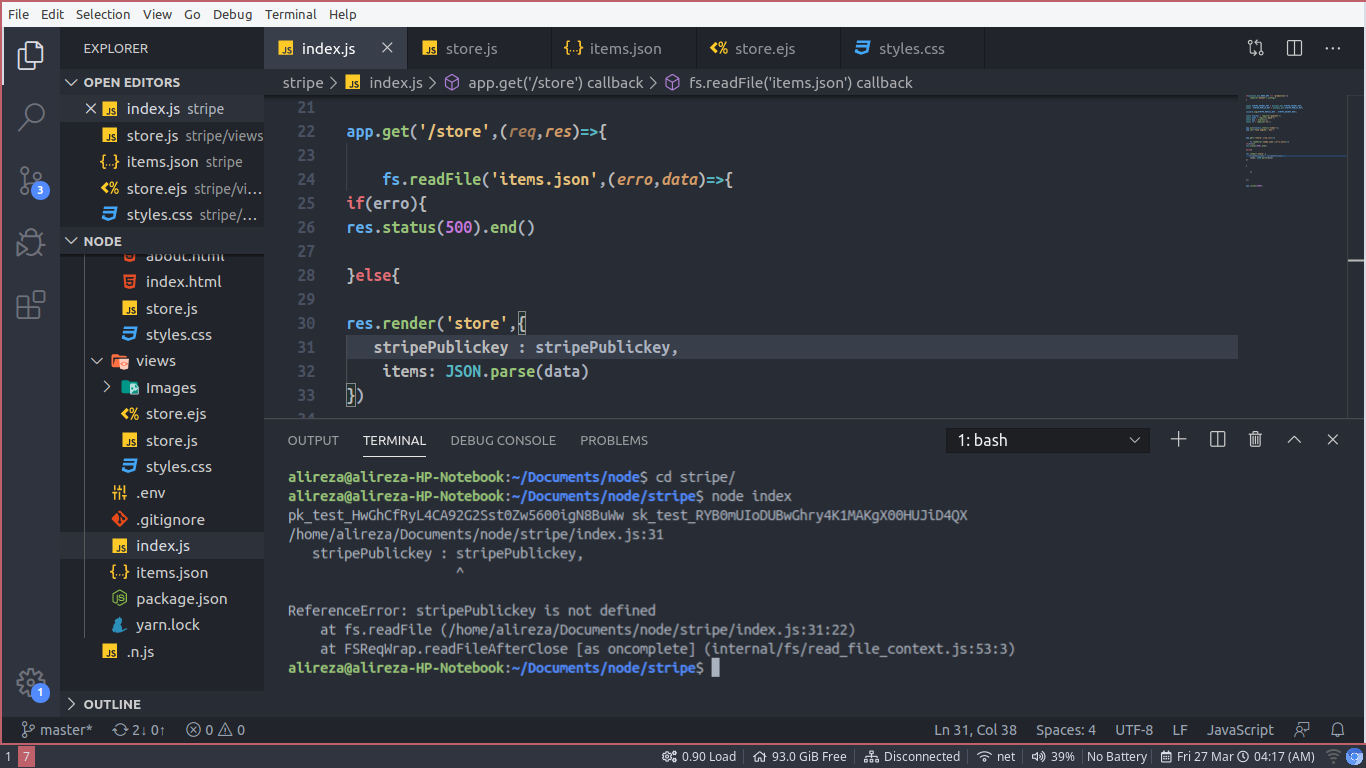 File Edit Selection View Go Debug Terminal Help
EXPLORER
index.js
store.js
items.json
store.ejs
styles.css
OPEN EDITORS
stripe > index.js > app.get('/store') callback > fs.readFile('items.json') callback
index.js stripe
store.js stripe/views
items.json stripe
store.ejs stripe/vi...
styles.css stripe/...
NODE
about.html
index.html
store.js
styles.css
views
Images
store.ejs
store.js
styles.css
.env
.gitignore
index.js
items.json
package.json
yarn.lock
.n.js
OUTLINE
3
1
21
22 app.get('/store',(req,res)=>{
23
24 fs.readFile('items.json',(erro,data)=>{
25 if(erro){
26 res.status(500).end()
27
28 }else{
29
30 res.render('store',{
31 stripePublickey : stripePublickey,
32 items: JSON.parse(data)
33 })
OUTPUT TERMINAL DEBUG CONSOLE PROBLEMS 1: bash
alireza@alireza-HP-Notebook:~/Documents/node$ cd stripe/
alireza@alireza-HP-Notebook:~/Documents/node/stripe$ node index
pk_test_HwGhCfRyL4CA92G2Sst0Zw5600igN8BuWw sk_test_RYB0mUIoDUBwGhry4K1MAKgX00HUJiD4QX
/home/alireza/Documents/node/stripe/index.js:31
stripePublickey : stripePublickey,
^
ReferenceError: stripePublickey is not defined
at fs.readFile (/home/alireza/Documents/node/stripe/index.js:31:22)
at FSReqWrap.readFileAfterClose [as oncomplete] (internal/fs/read_file_context.js:53:3)
alireza@alireza-HP-Notebook:~/Documents/node/stripe$
master* 2↓ 0↑ 0 0 Ln 31, Col 38 Spaces: 4 UTF-8 LF JavaScript
1 7 0.90 Load 93.0 GiB Free Disconnected net 39% No Battery Fri 27 Mar 04:17 (AM)